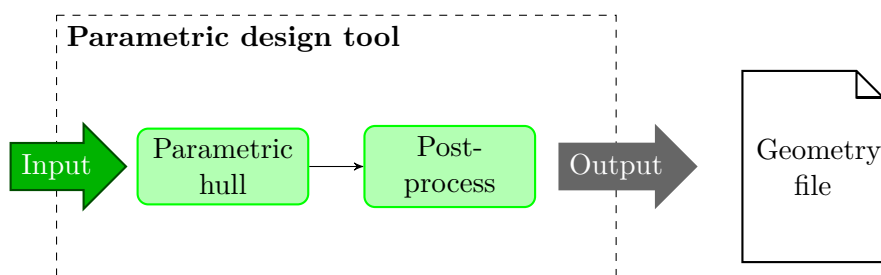 Parametric design tool
Input
Parametric
hull
Post-
process
Output
Geometry
file